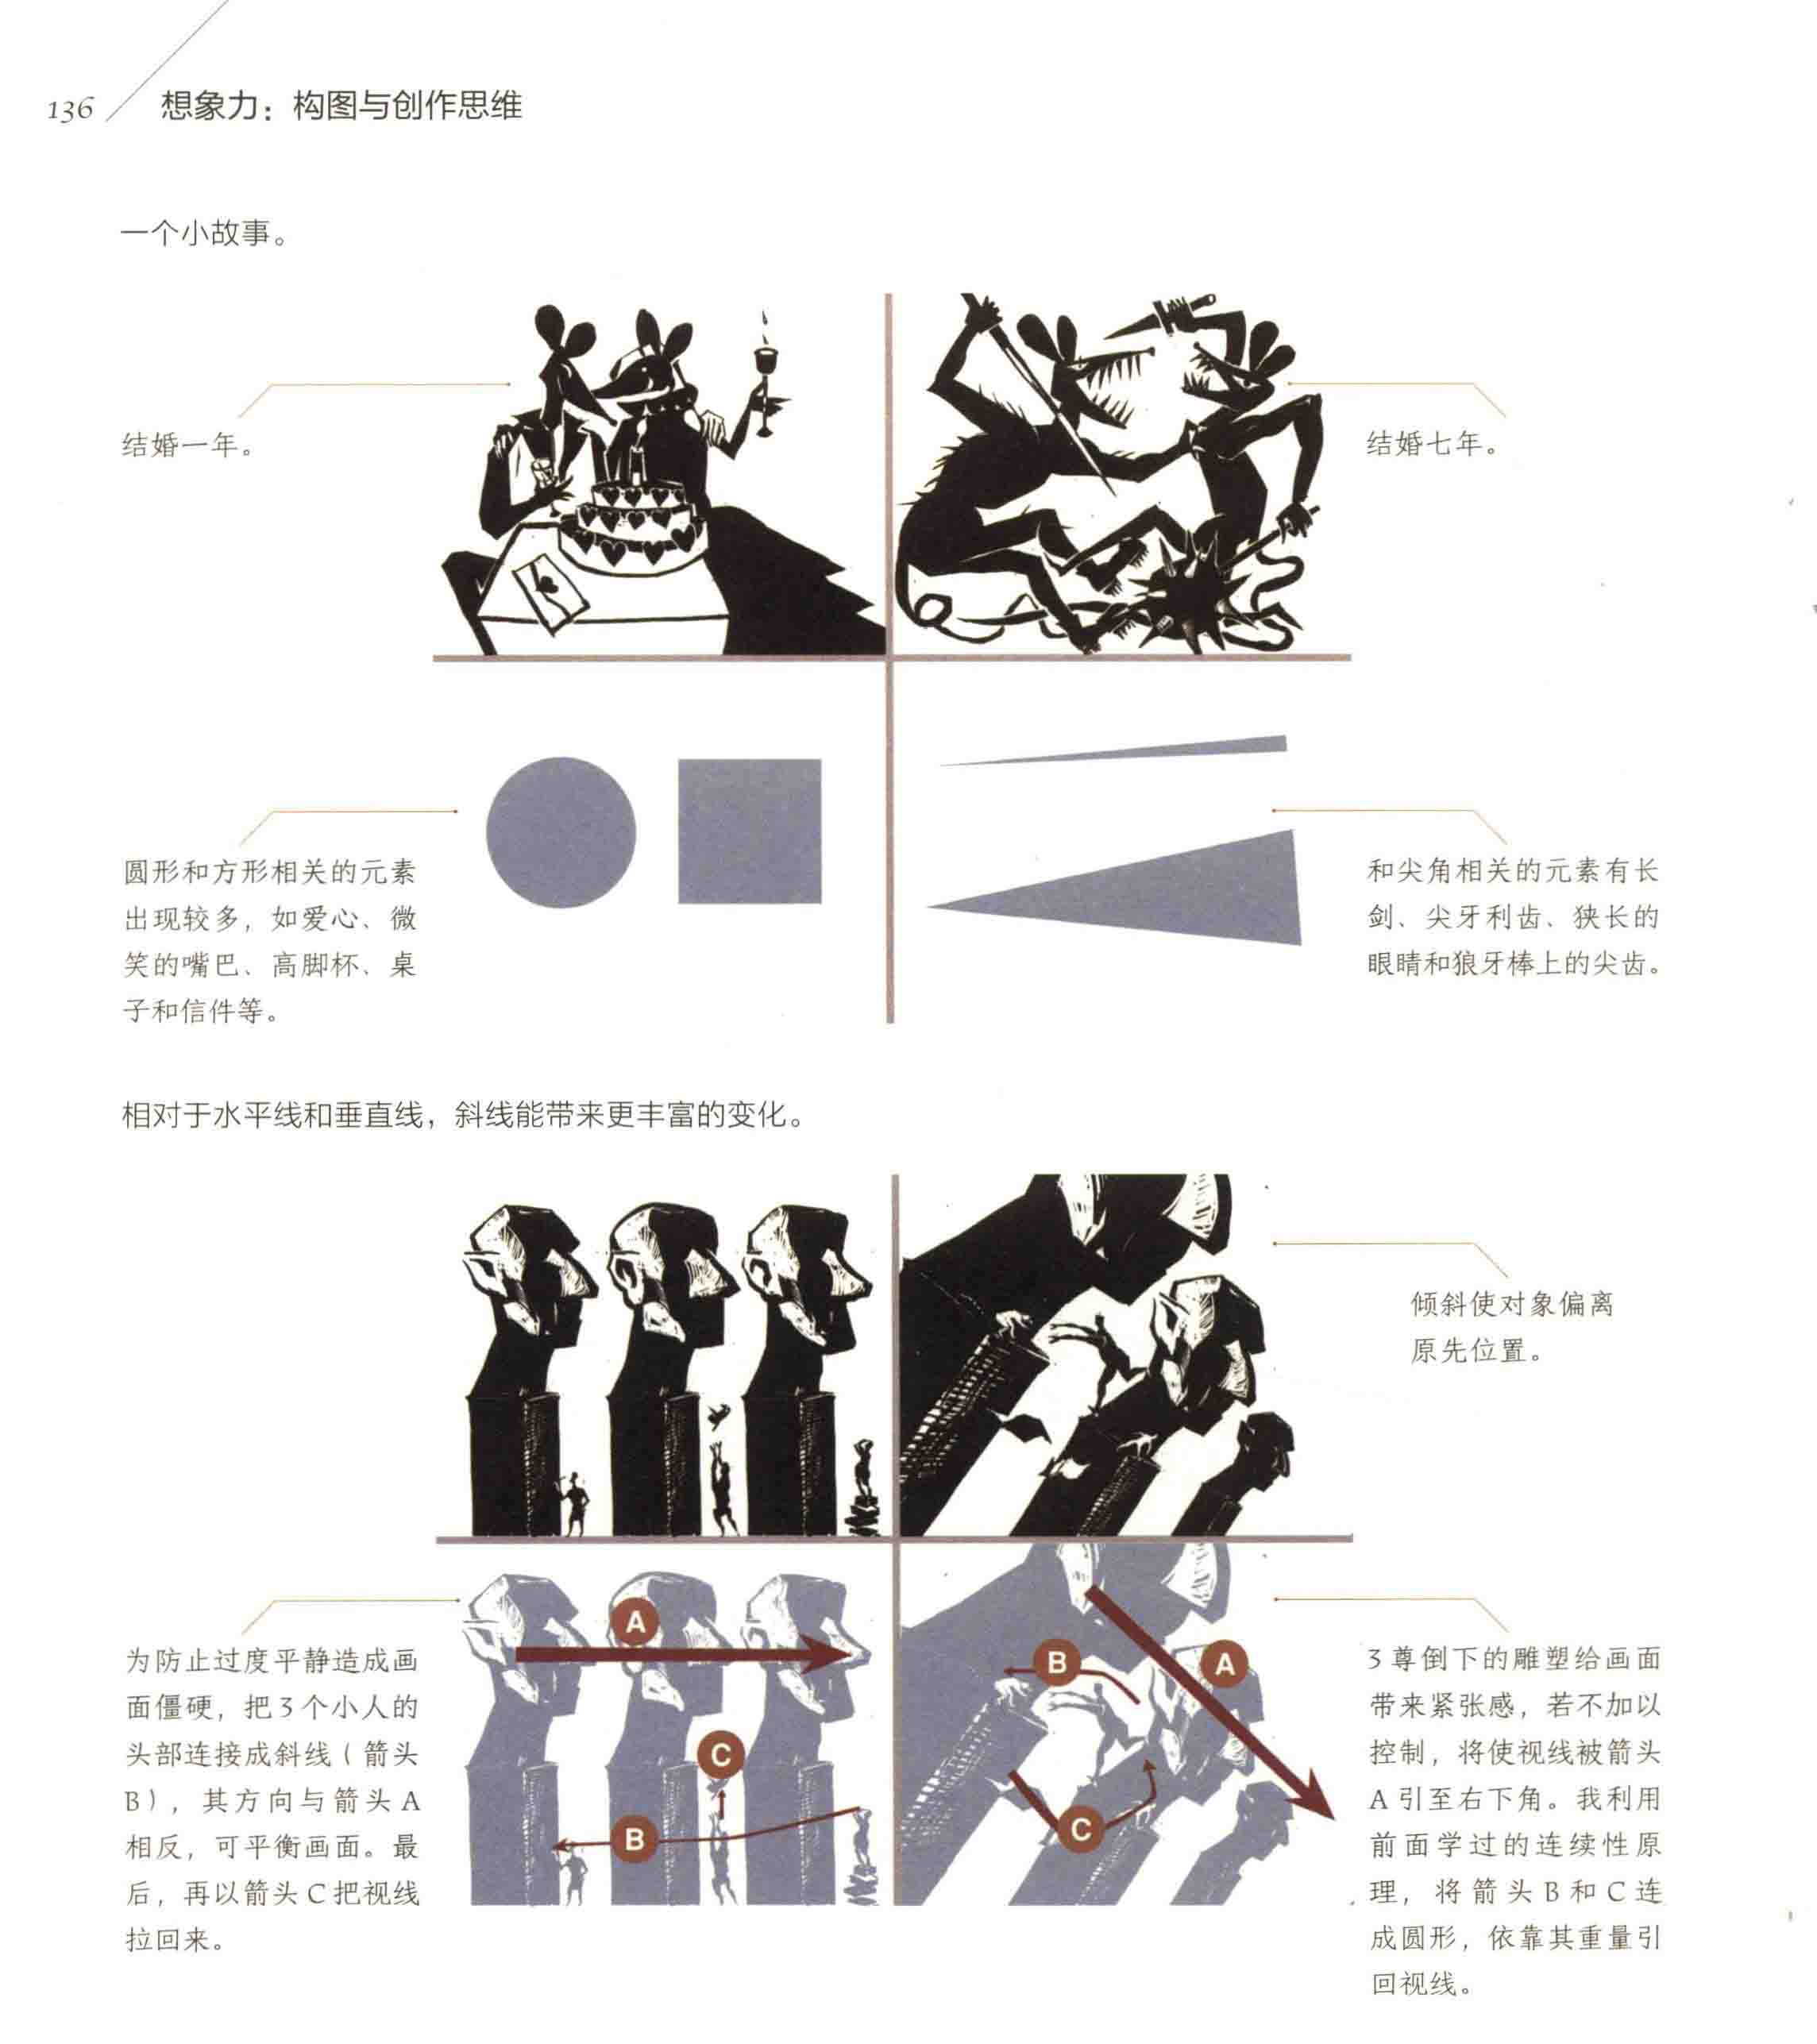 136
想象力：构图与创作思维
一个小故事。
结婚一年。
结婚七年。
圆形和方形相关的元素
出现较多，如爱心、微
笑的嘴巴、高脚杯、桌
子和信件等。
和尖角相关的元素有长
剑、尖牙利齿、狭长的
眼睛和狼牙棒上的尖齿。
相对于水平线和垂直线，斜线能带来更丰富的变化。
倾斜使对象偏离
原先位置。
为防止过度平静造成画
面僵硬，把3个小人的
头部连接成斜线（箭头
B），其方向与箭头A
相反，可平衡画面。最
后，再以箭头C把视线
拉回来。
A
C
B
B
A
C
3尊倒下的雕塑给画面
带来紧张感，若不加以
控制，将使视线被箭头
A引至右下角。我利用
前面学过的连续性原
理，将箭头B和C连
成圆形，依靠其重量引
回视线。